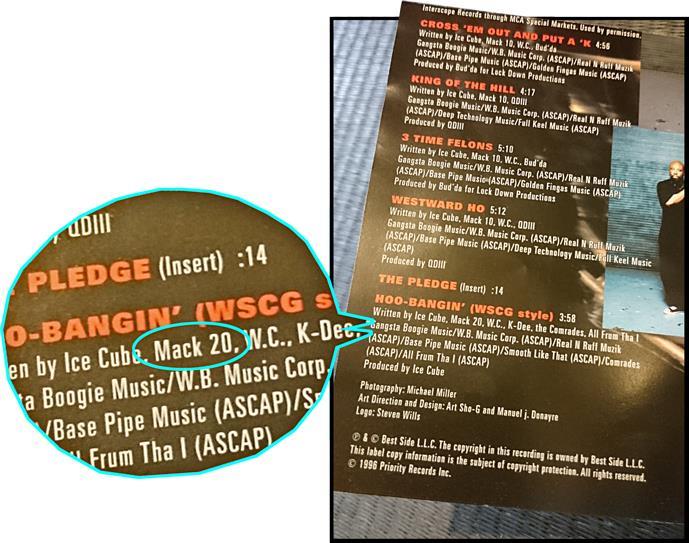 Interscope Records through MCA Special Markets. Used by permission.
CROSS 'EM OUT AND PUT A 'K 4:56
Written by Ice Cube, Mack 10, W.C., Bud'da
Gangsta Boogie Music/W.B. Music Corp. (ASCAP)/Real N Ruff Muzik
(ASCAP)/Base Pipe Music/(ASCAP)/Golden Fingas Music (ASCAP)
Produced by Bud'da for Lock Down Productions
KING OF THE HILL 4:17
Written by Ice Cube, Mack 10, QDIII
Gangsta Boogie Music/W.B. Music Corp. (ASCAP)/Real N Ruff Muzik
(ASCAP)/Deep Technology Music/Full Keel Music (ASCAP)
Produced by QDIII
3 TIME FELONS 5:10
Written by Ice Cube, Mack 10, W.C., Bud'da
Gangsta Boogie Music/W.B. Music Corp. (ASCAP)/Real N Ruff Muzik
(ASCAP)/Base Pipe Music(ASCAP)/Golden Fingas Music (ASCAP)
Produced by Bud'da for Lock Down Productions
WESTWARD HO 5:12
Written by Ice Cube, Mack 10, W.C., QDIII
Gangsta Boogie Music/W.B. Music Corp. (ASCAP)/Real N Ruff Muzik
(ASCAP)/Base Pipe Music (ASCAP)/Deep Technology Music/Full Keel Music
(ASCAP)
Produced by QDIII
THE PLEDGE (Insert) :14
HOO-BANGIN' (WSCG style) 3:58
Written by Ice Cube, Mack 20, W.C., K-Dee, the Comrades, All Frum Tha I
Gangsta Boogie Music/W.B. Music Corp. (ASCAP)/Real N Ruff Muzik
(ASCAP)/Base Pipe Music (ASCAP)/Smooth Like That (ASCAP)/Comrades
(ASCAP)/All Frum Tha I (ASCAP)
Produced by Ice Cube
Photography: Michael Miller
Art Direction and Design: Art Sho-G and Manuel j. Donayre
Logo: Steven Wills
℗ & © Best Side L.L.C. The copyright in this recording is owned by Best Side L.L.C.
This label copy information is the subject of copyright protection. All rights reserved.
© 1996 Priority Records Inc.
, QDIII
PLEDGE (Insert) :14
O-BANGIN' (WSCG s
en by Ice Cube, Mack 20, W.C., K-Dee,
ta Boogie Music/W.B. Music Corp.
/Base Pipe Music (ASCAP)/S
ll Frum Tha I (ASCAP)